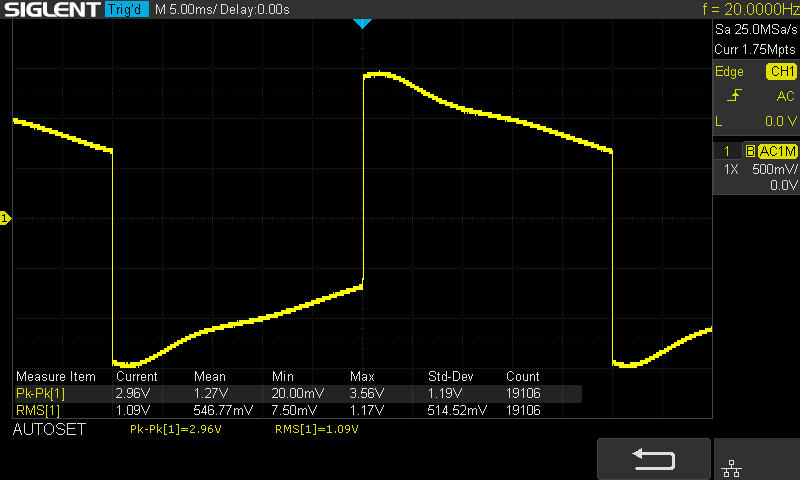 SIGLENT Trig'd M 5.00ms/ Delay:0.00s f = 20.0000Hz
Sa 25.0MSa/s
Curr 1.75Mpts
Edge CH1
AC
L 0.0 V
1 B AC1M
1X 500mV/
0.0V
1
Measure Item Current Mean Min Max Std-Dev Count
Pk-Pk[1] 2.96V 1.27V 20.00mV 3.56V 1.19V 19106
RMS[1] 1.09V 546.77mV 7.50mV 1.17V 514.52mV 19106
AUTOSET Pk-Pk[1]=2.96V RMS[1]=1.09V